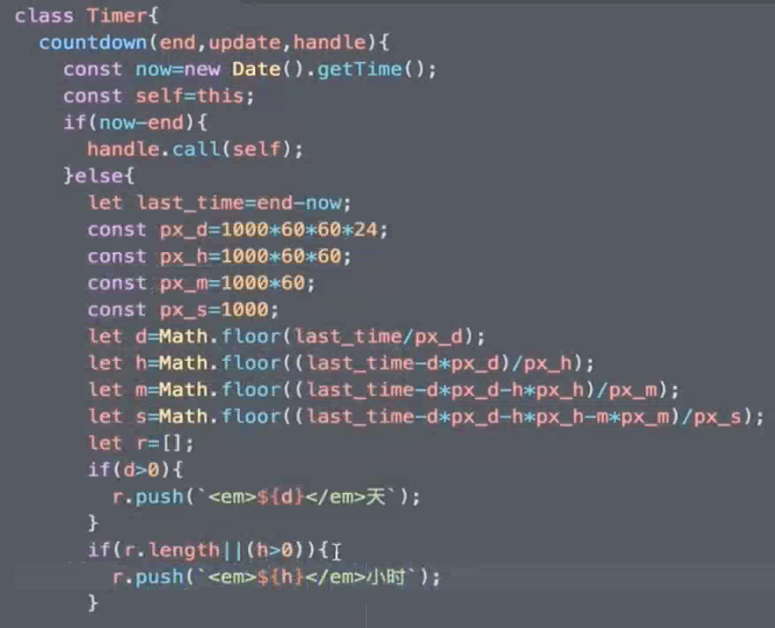 class Timer{
countdown(end,update,handle){
const now=new Date().getTime();
const self=this;
if(now-end){
handle.call(self);
}else{
let last_time=end-now;
const px_d=1000*60*60*24;
const px_h=1000*60*60;
const px_m=1000*60;
const px_s=1000;
let d=Math.floor(last_time/px_d);
let h=Math.floor((last_time-d*px_d)/px_h);
let m=Math.floor((last_time-d*px_d-h*px_h)/px_m);
let s=Math.floor((last_time-d*px_d-h*px_h-m*px_m)/px_s);
let r=[];
if(d>0){
r.push(`<em>${d}</em>天`);
}
if(r.length||(h>0)){
r.push(`<em>${h}</em>小时`);
}